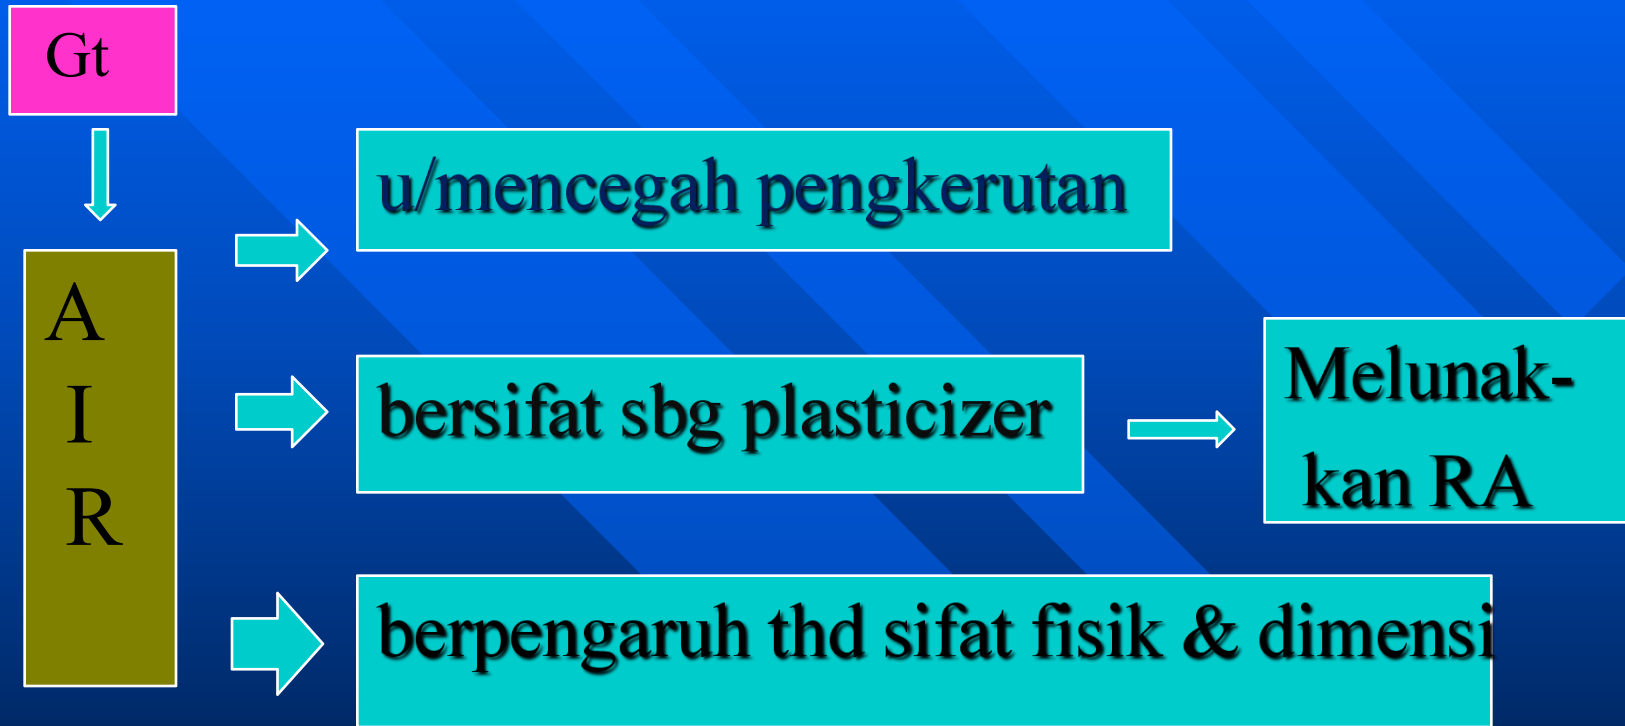 Gt
u/mencegah pengkerutan
A
I
R
bersifat sbg plasticizer
Melunak-
kan RA
berpengaruh thd sifat fisik & dimensi